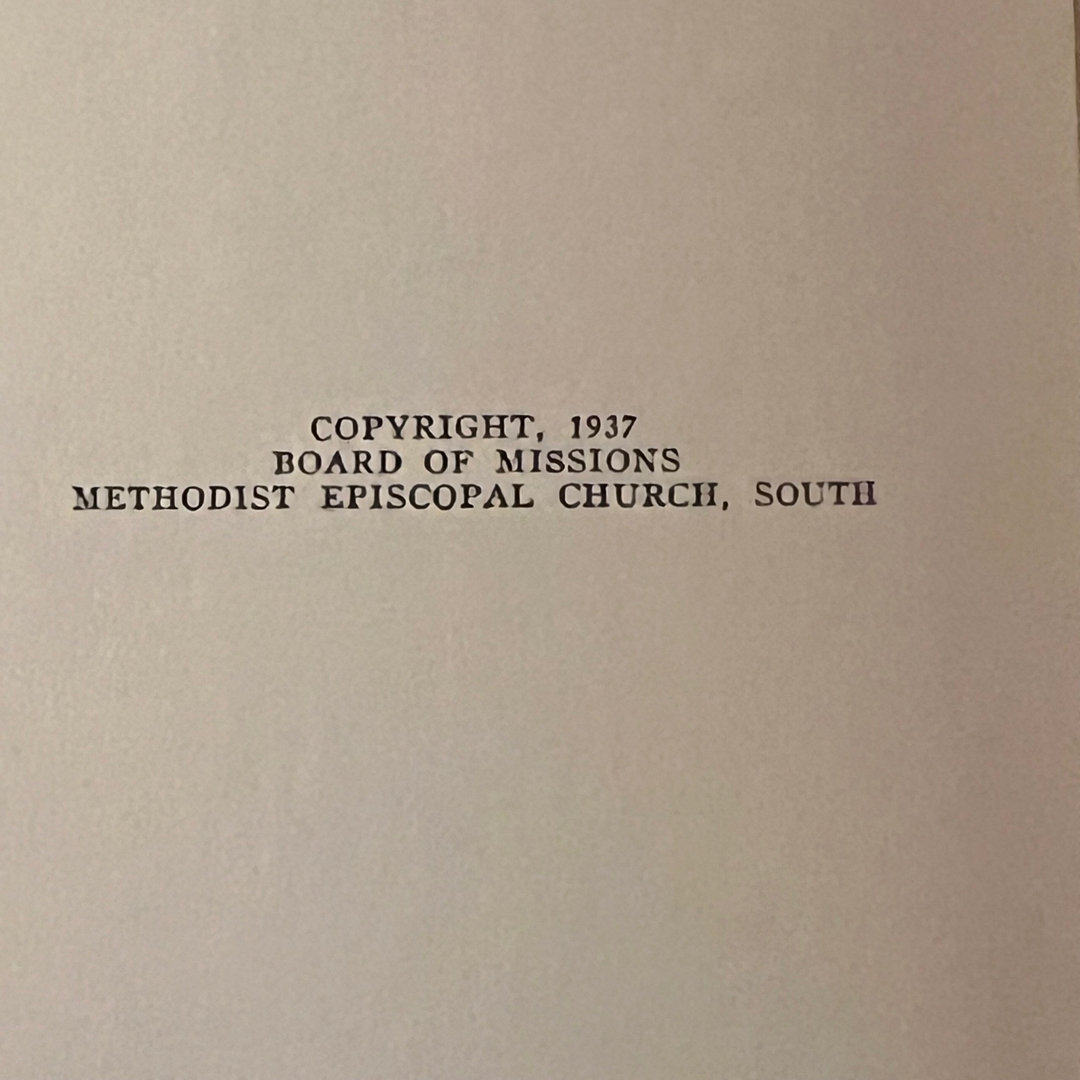 COPYRIGHT, 1937
BOARD OF MISSIONS
METHODIST EPISCOPAL CHURCH, SOUTH